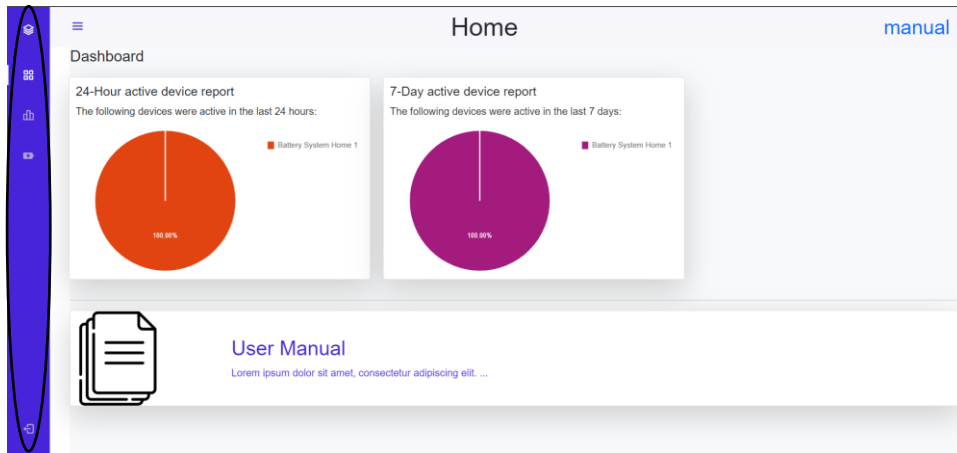 Home
manual
Dashboard
24-Hour active device report
The following devices were active in the last 24 hours:
Battery System Home 1
100.00%
7-Day active device report
The following devices were active in the last 7 days:
Battery System Home 1
100.00%
User Manual
Lorem ipsum dolor sit amet, consectetur adipiscing elit. ...